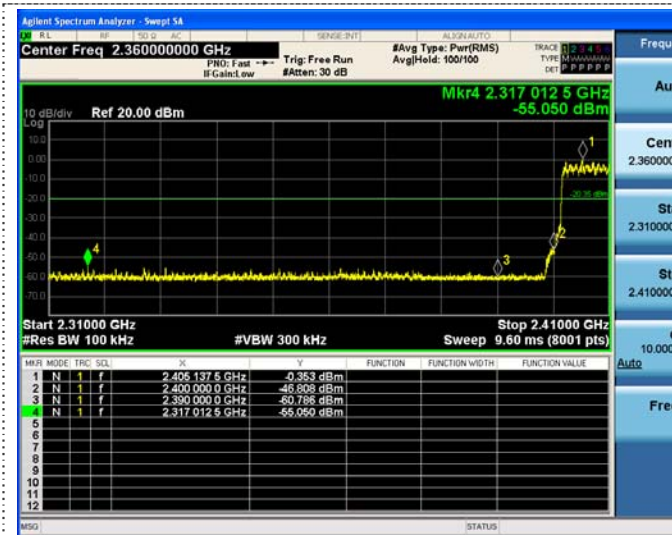 Agilent Spectrum Analyzer - Swept SA
RL RF 50 Ω AC SENSE:INT ALIGNAUTO
Center Freq 2.360000000 GHz
PNO: Fast
IFGain:Low
Trig: Free Run
#Atten: 30 dB
#Avg Type: Pwr(RMS)
Avg|Hold: 100/100
TRACE 1 2 3 4 5 6
TYPE
DET P P P P P P
Mkr4 2.317 012 5 GHz
-55.050 dBm
10 dB/div Ref 20.00 dBm
Log
10.0
0.00
-10.0
-20.0
-30.0
-40.0
-50.0
-60.0
-70.0
1
-20.35 dBm
2
3
4
Start 2.31000 GHz Stop 2.41000 GHz
#Res BW 100 kHz #VBW 300 kHz Sweep 9.60 ms (8001 pts)
MKR MODE TRC SCL X Y FUNCTION FUNCTION WIDTH FUNCTION VALUE
1 N 1 f 2.405 137 5 GHz -0.353 dBm
2 N 1 f 2.400 000 0 GHz -46.808 dBm
3 N 1 f 2.390 000 0 GHz -60.786 dBm
4 N 1 f 2.317 012 5 GHz -55.050 dBm
5
6
7
8
9
10
11
12
MSG STATUS
Frequ
Au
Cen
2.360000
St
2.310000
St
2.410000
10.000
Auto
Fre